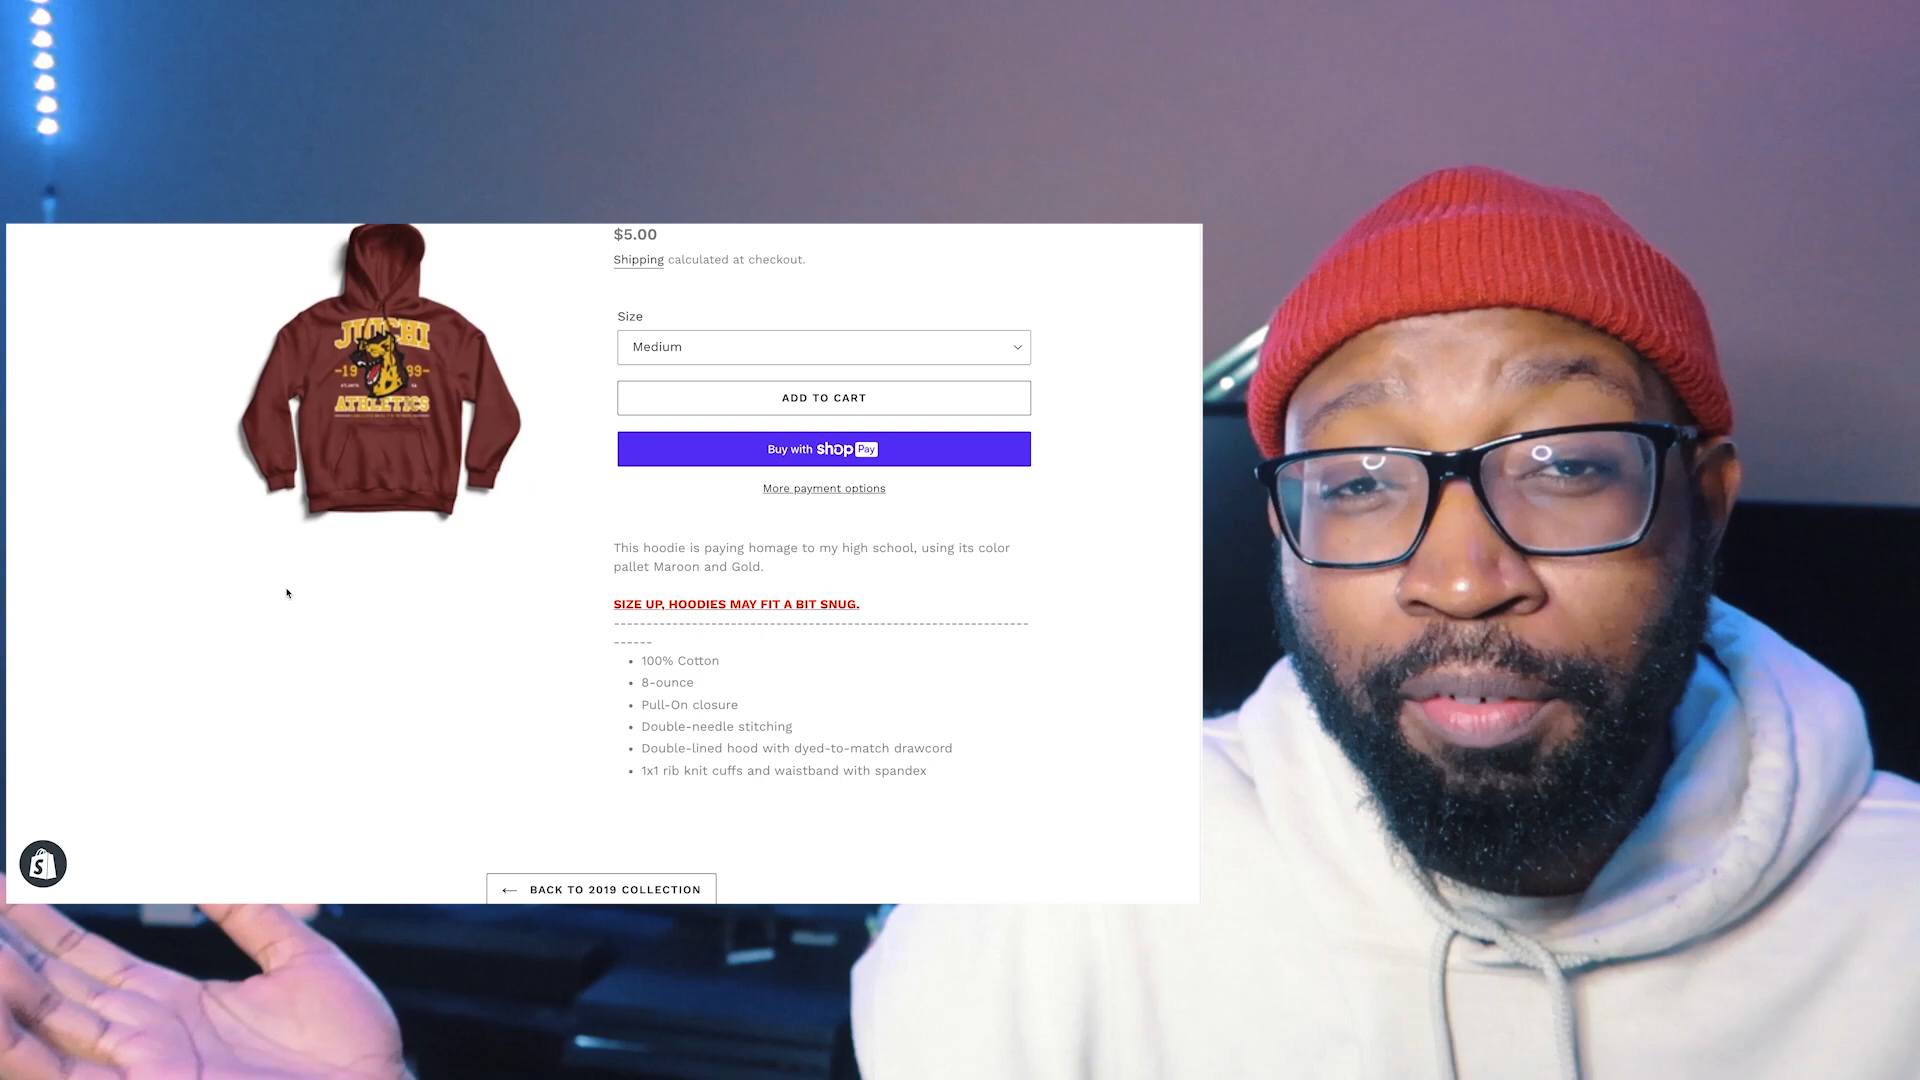 $5.00
Shipping calculated at checkout.
Size
Medium
ADD TO CART
Buy with shop Pay
More payment options
This hoodie is paying homage to my high school, using its color
pallet Maroon and Gold.
SIZE UP, HOODIES MAY FIT A BIT SNUG.
----------------------------------------------------------------
------
• 100% Cotton
• 8-ounce
• Pull-On closure
• Double-needle stitching
• Double-lined hood with dyed-to-match drawcord
• 1x1 rib knit cuffs and waistband with spandex
← BACK TO 2019 COLLECTION
-19 89-
ATLANTA GA
ATHLETICS
S